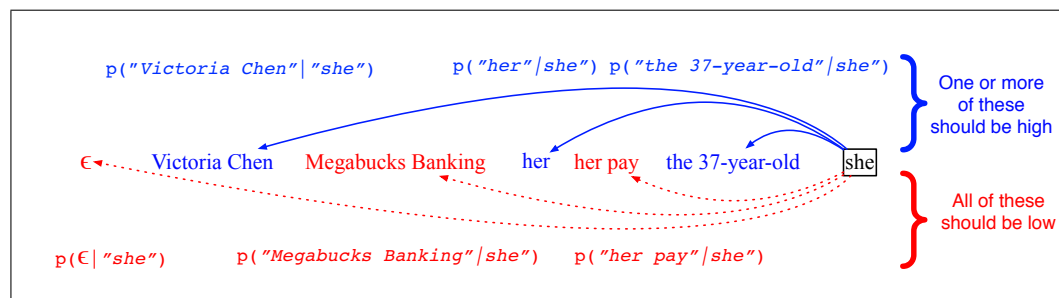 p(”Victoria Chen”|”she”) p(”her”|she”) p(”the 37-year-old”|she”)
One or more
of these
should be high
ϵ Victoria Chen Megabucks Banking her her pay the 37-year-old she
All of these
should be low
p(ϵ|”she”) p(”Megabucks Banking”|she”) p(”her pay”|she”)